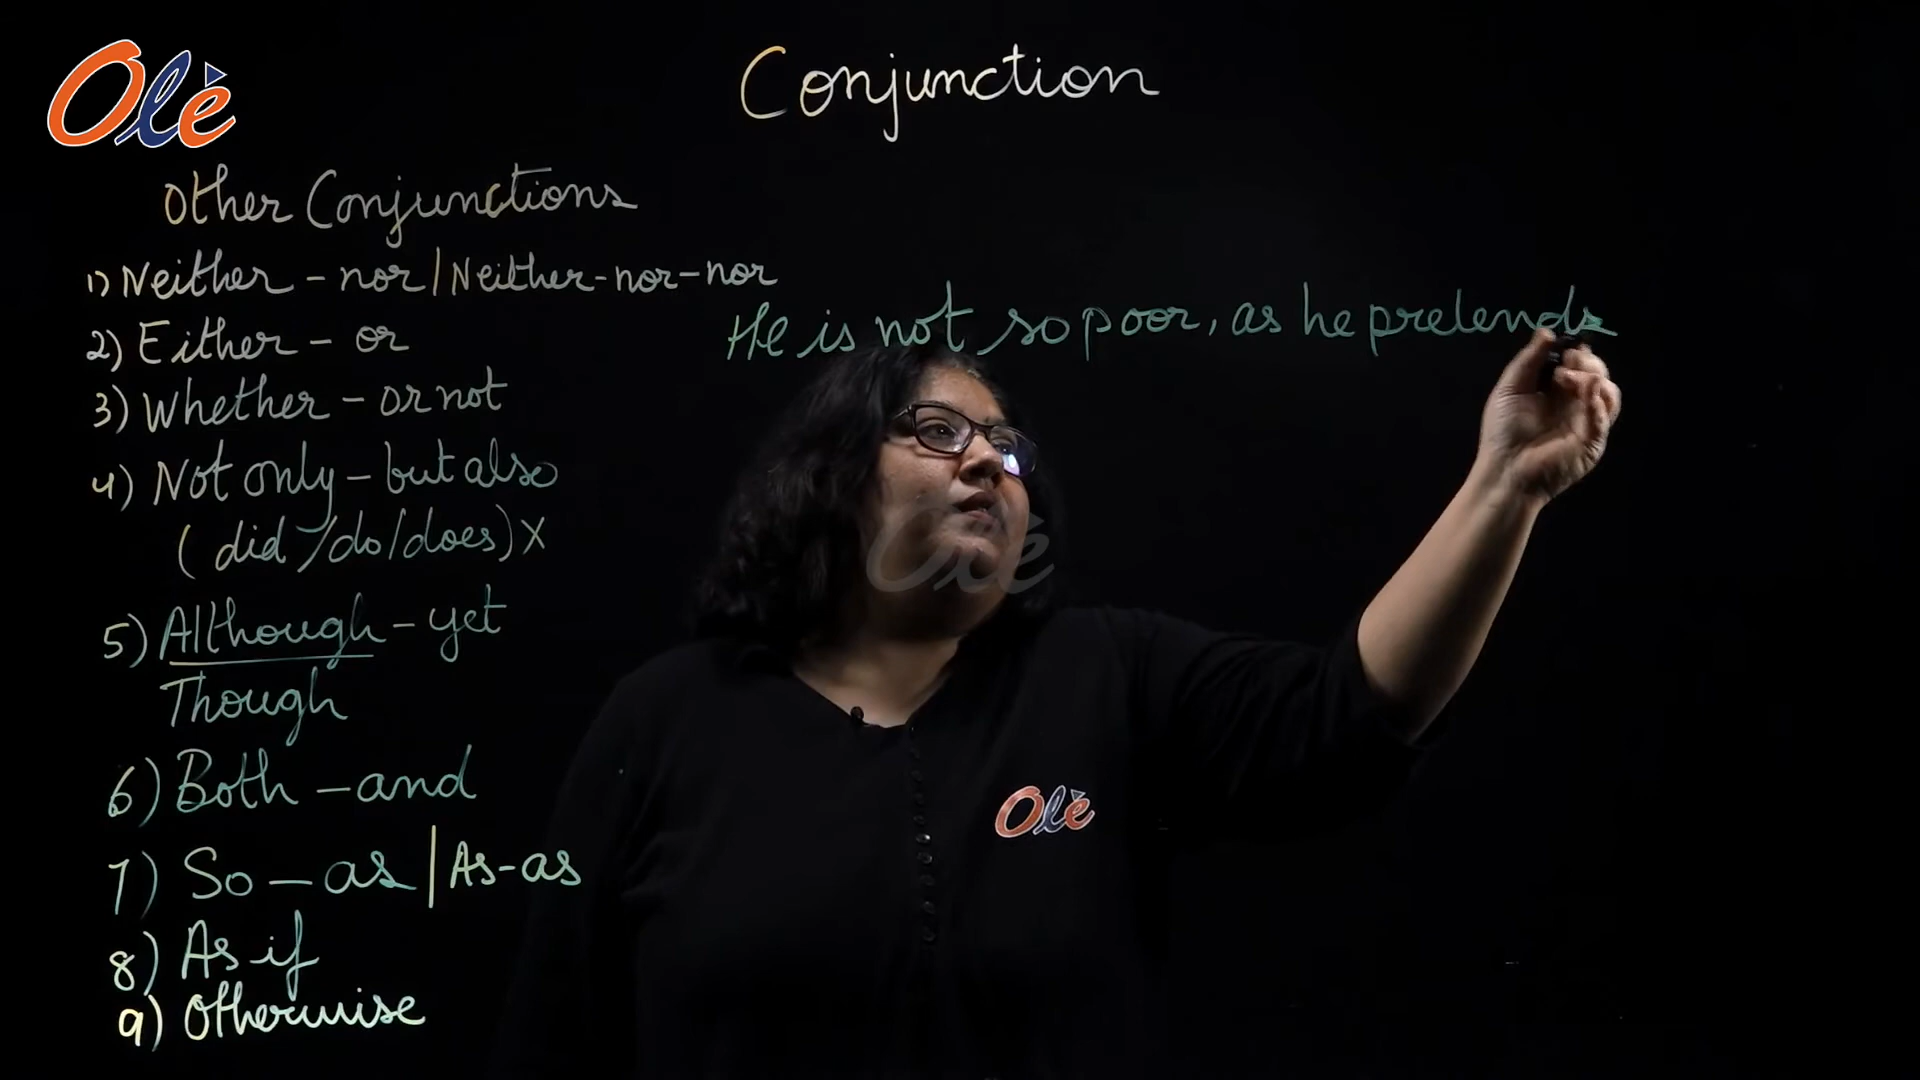 Olè
Conjunction
Other Conjunctions
1) Neither - nor | Neither-nor-nor
2) Either - or
3) Whether - or not
4) Not only - but also
(did/do/does) X
5) Although - yet
Though
6) Both - and
7) So - as | As-as
8) As if
9) Otherwise
He is not so poor, as he pretends
Olè
Olè